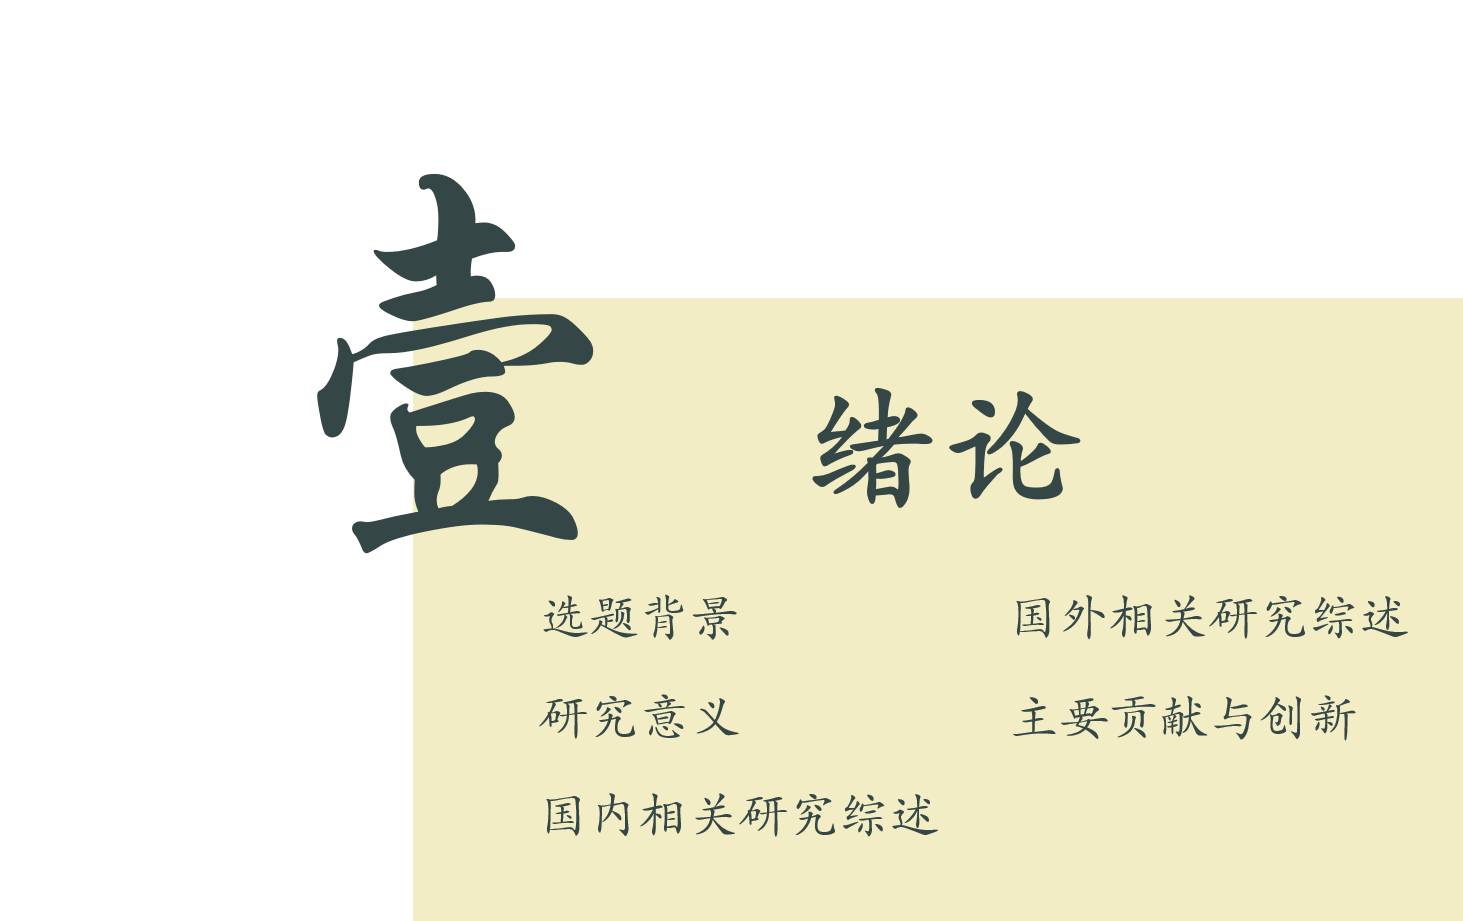 壹
绪论
选题背景
研究意义
国内相关研究综述
国外相关研究综述
主要贡献与创新